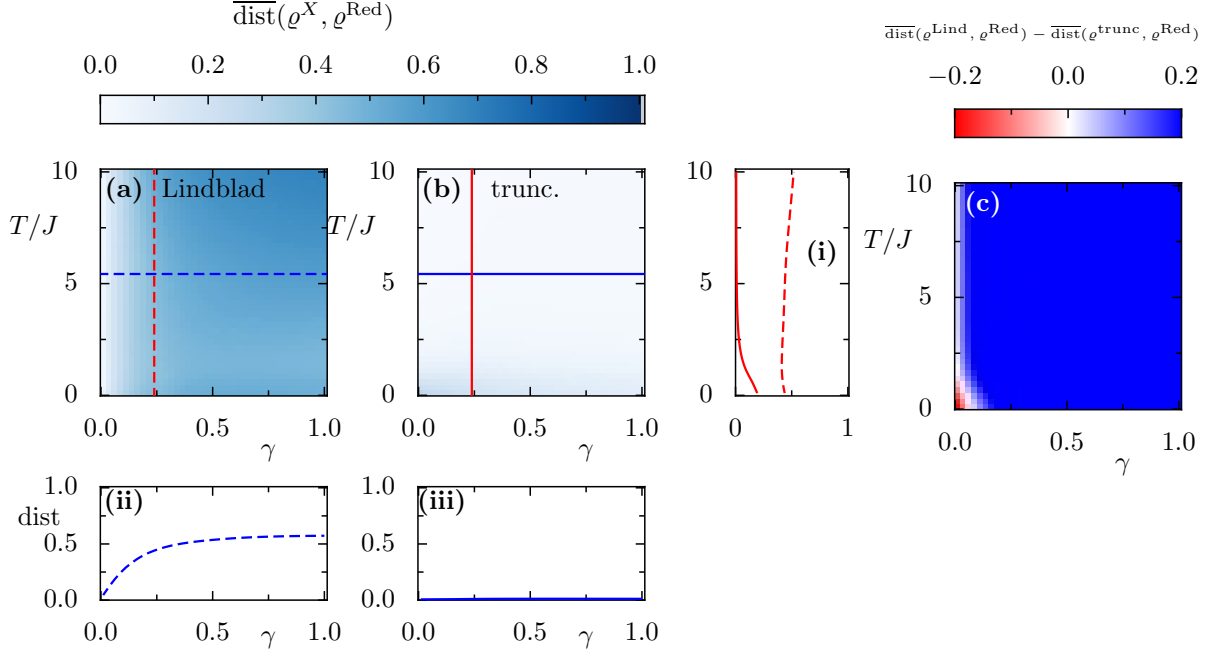 dist(ϱ^X, ϱ^Red)
0.0 0.2 0.4 0.6 0.8 1.0
dist(ϱ^Lind, ϱ^Red) − dist(ϱ^trunc, ϱ^Red)
−0.2 0.0 0.2
(a) Lindblad
T/J
10
5
0
0.0 0.5 1.0
γ
(b) trunc.
T/J
10
5
0
0.0 0.5 1.0
γ
(i)
10
5
0
0 1
(c)
T/J
10
5
0
0.0 0.5 1.0
γ
(ii)
dist
1.0
0.5
0.0
0.0 0.5 1.0
γ
(iii)
1.0
0.5
0.0
0.0 0.5 1.0
γ